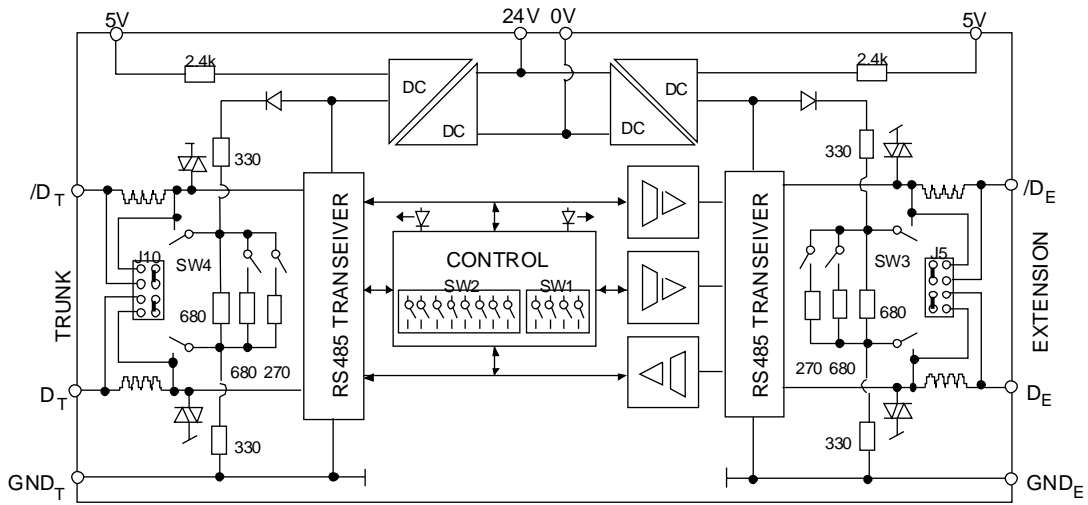 5V
24V 0V
5V
2.4k
2.4k
DC
DC
DC
DC
330
330
/D T
/D E
TRUNK
J10
SW4
680
680 270
330
RS485 TRANSEIVER
CONTROL
SW2
SW1
RS485 TRANSEIVER
SW3
J5
680
270 680
330
EXTENSION
D T
D E
GND T
GND E